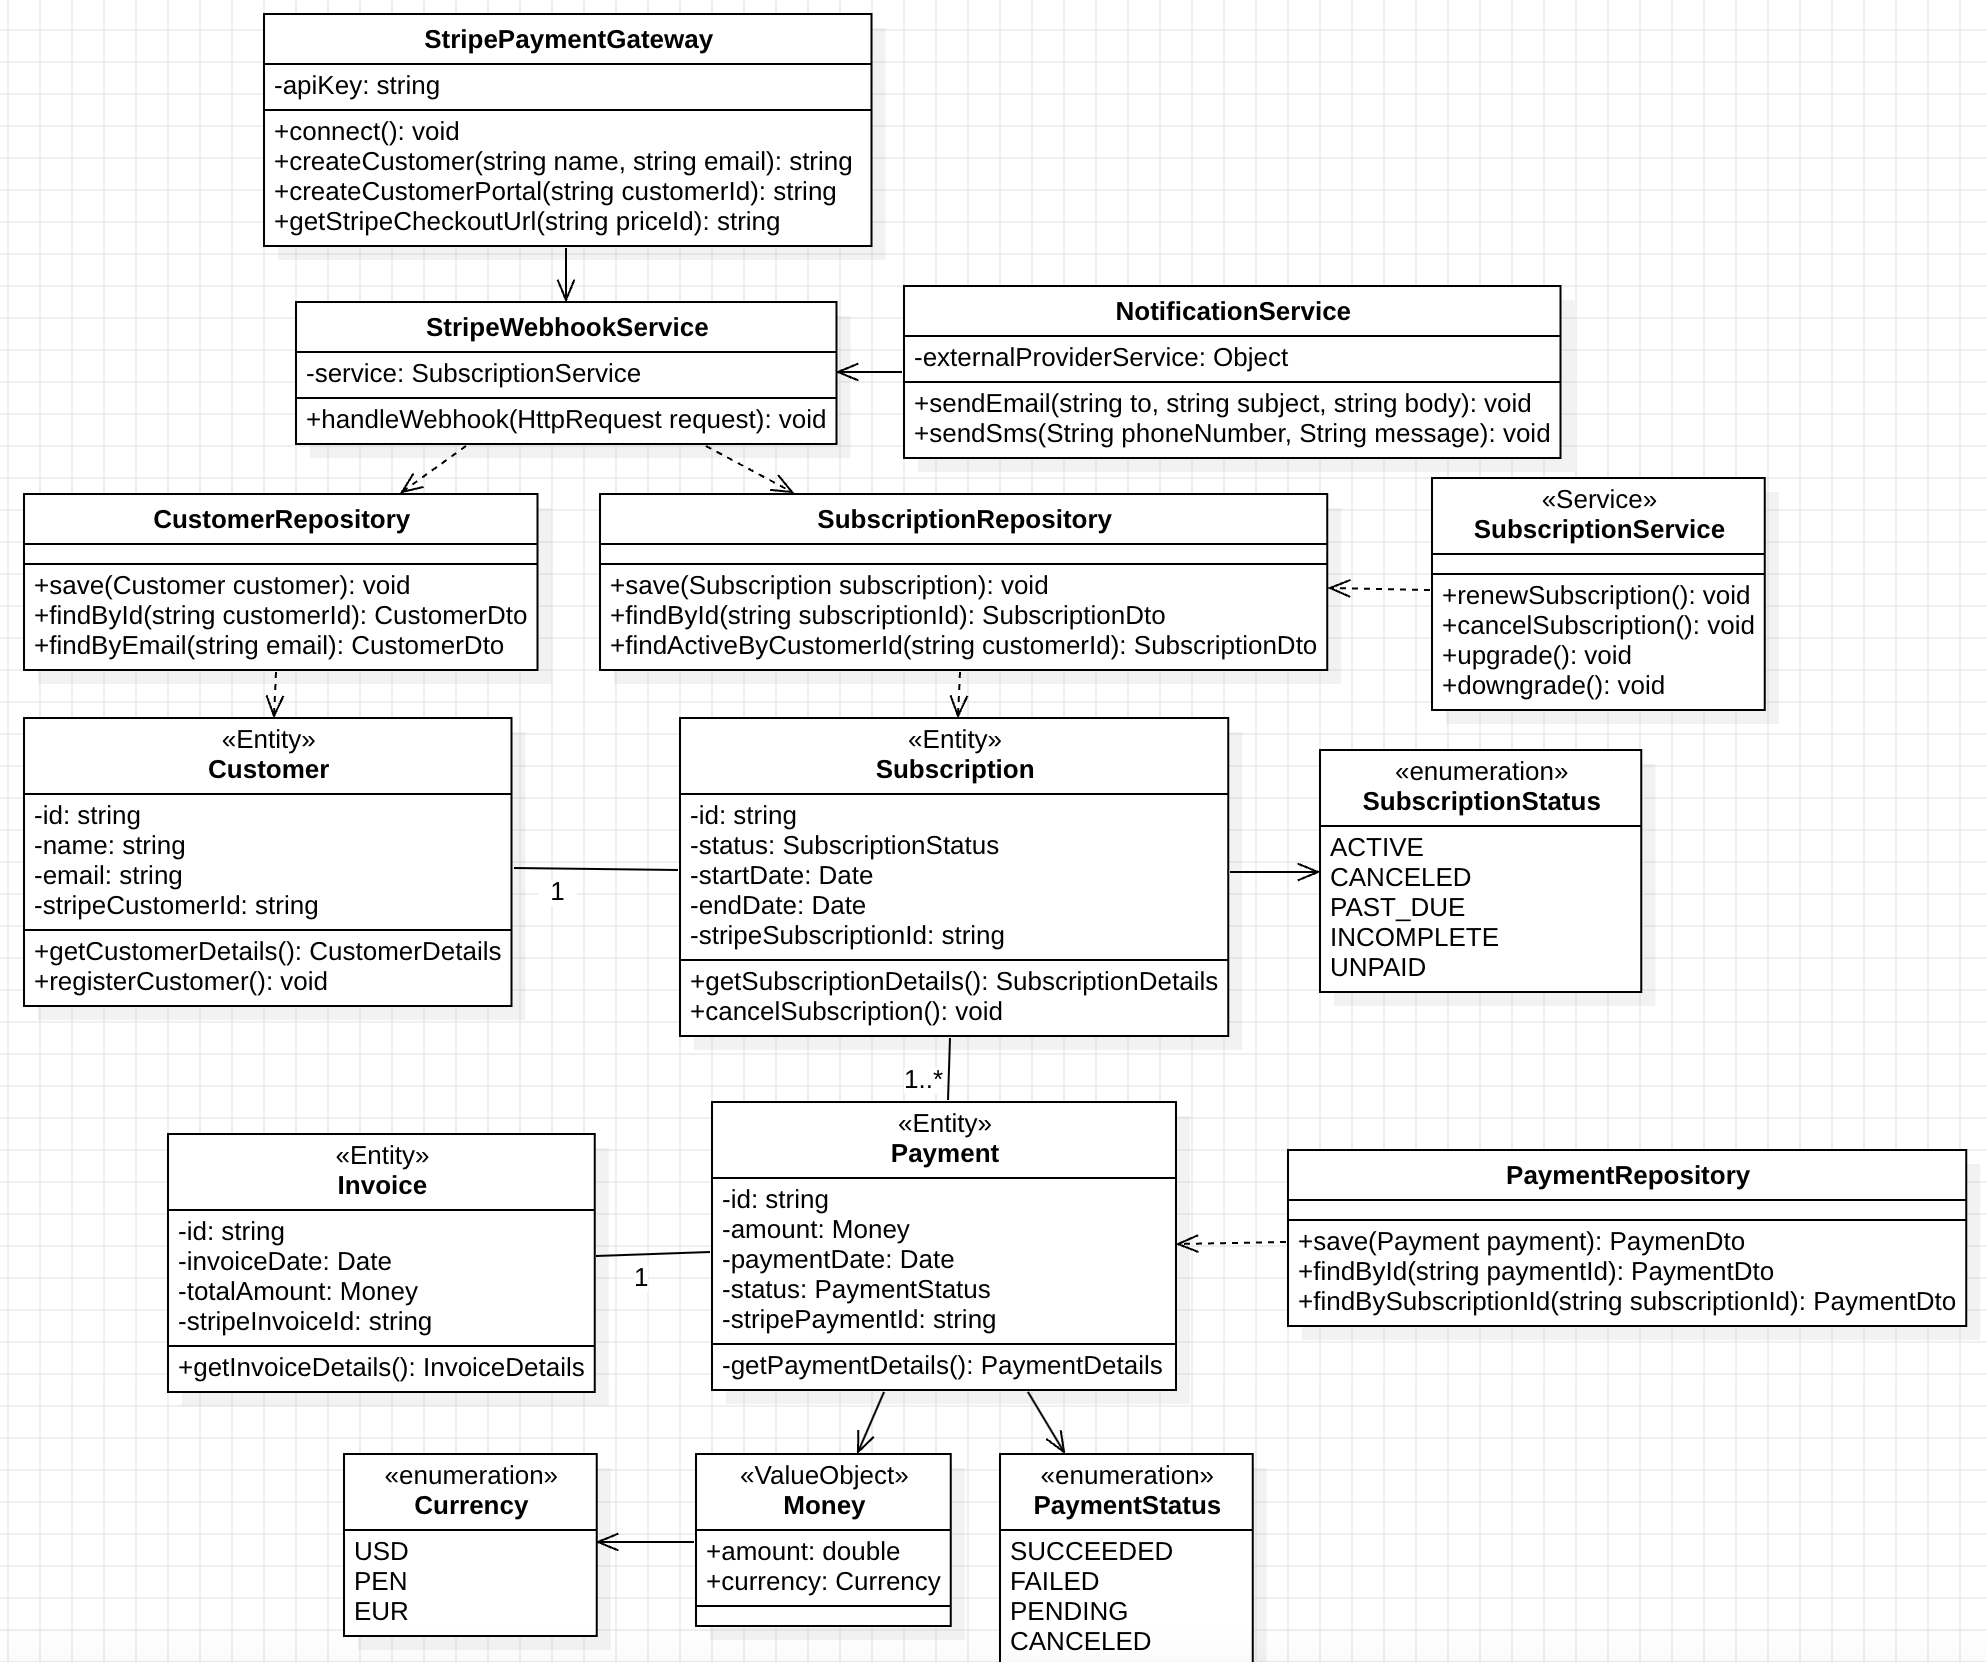 StripePaymentGateway
-apiKey: string
+connect(): void
+createCustomer(string name, string email): string
+createCustomerPortal(string customerId): string
+getStripeCheckoutUrl(string priceId): string
StripeWebhookService
-service: SubscriptionService
+handleWebhook(HttpRequest request): void
NotificationService
-externalProviderService: Object
+sendEmail(string to, string subject, string body): void
+sendSms(String phoneNumber, String message): void
CustomerRepository
+save(Customer customer): void
+findById(string customerId): CustomerDto
+findByEmail(string email): CustomerDto
SubscriptionRepository
+save(Subscription subscription): void
+findById(string subscriptionId): SubscriptionDto
+findActiveByCustomerId(string customerId): SubscriptionDto
«Service»
SubscriptionService
+renewSubscription(): void
+cancelSubscription(): void
+upgrade(): void
+downgrade(): void
«Entity»
Customer
-id: string
-name: string
-email: string
-stripeCustomerId: string
+getCustomerDetails(): CustomerDetails
+registerCustomer(): void
1
«Entity»
Subscription
-id: string
-status: SubscriptionStatus
-startDate: Date
-endDate: Date
-stripeSubscriptionId: string
+getSubscriptionDetails(): SubscriptionDetails
+cancelSubscription(): void
«enumeration»
SubscriptionStatus
ACTIVE
CANCELED
PAST_DUE
INCOMPLETE
UNPAID
1..*
«Entity»
Invoice
-id: string
-invoiceDate: Date
-totalAmount: Money
-stripeInvoiceId: string
+getInvoiceDetails(): InvoiceDetails
1
«Entity»
Payment
-id: string
-amount: Money
-paymentDate: Date
-status: PaymentStatus
-stripePaymentId: string
-getPaymentDetails(): PaymentDetails
PaymentRepository
+save(Payment payment): PaymenDto
+findById(string paymentId): PaymentDto
+findBySubscriptionId(string subscriptionId): PaymentDto
«enumeration»
Currency
USD
PEN
EUR
«ValueObject»
Money
+amount: double
+currency: Currency
«enumeration»
PaymentStatus
SUCCEEDED
FAILED
PENDING
CANCELED